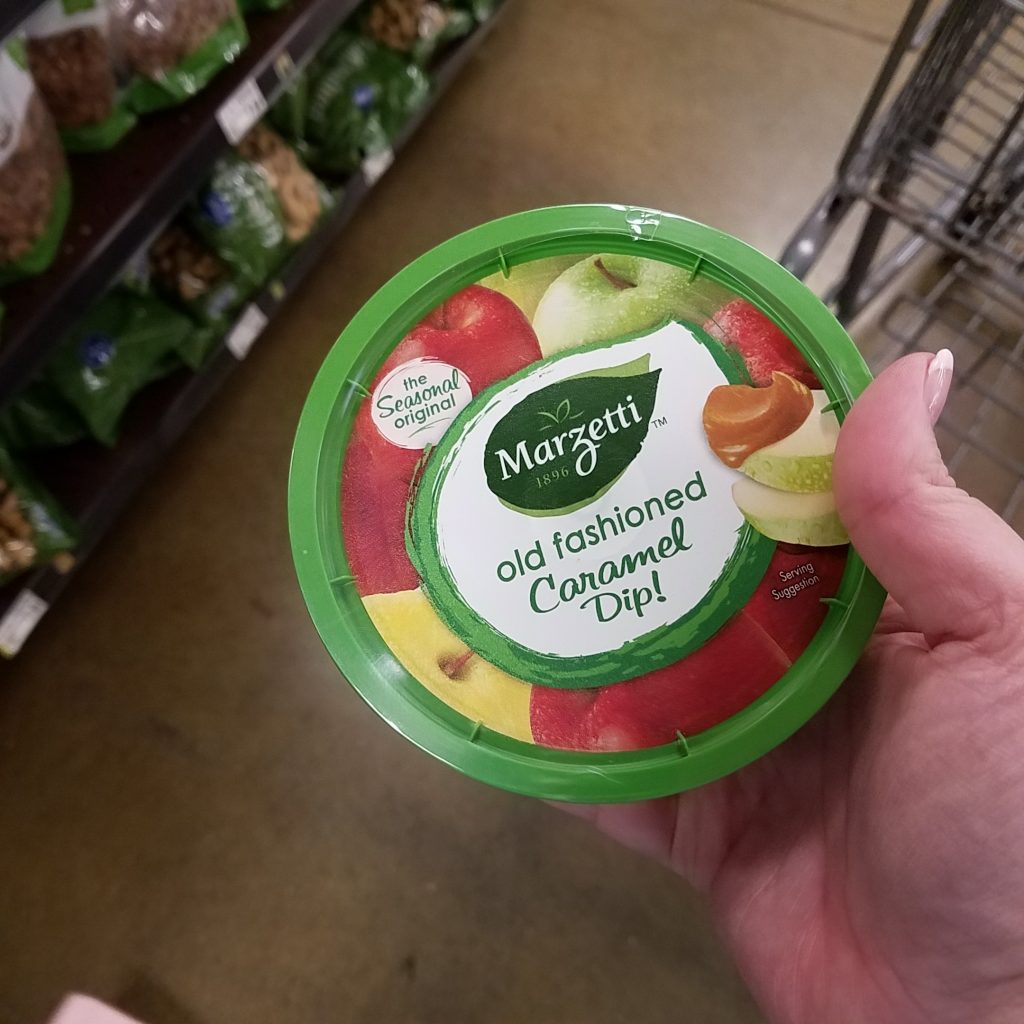 the
Seasonal
original
Marzetti
TM
1896
old fashioned
Caramel
Dip!
Serving
Suggestion